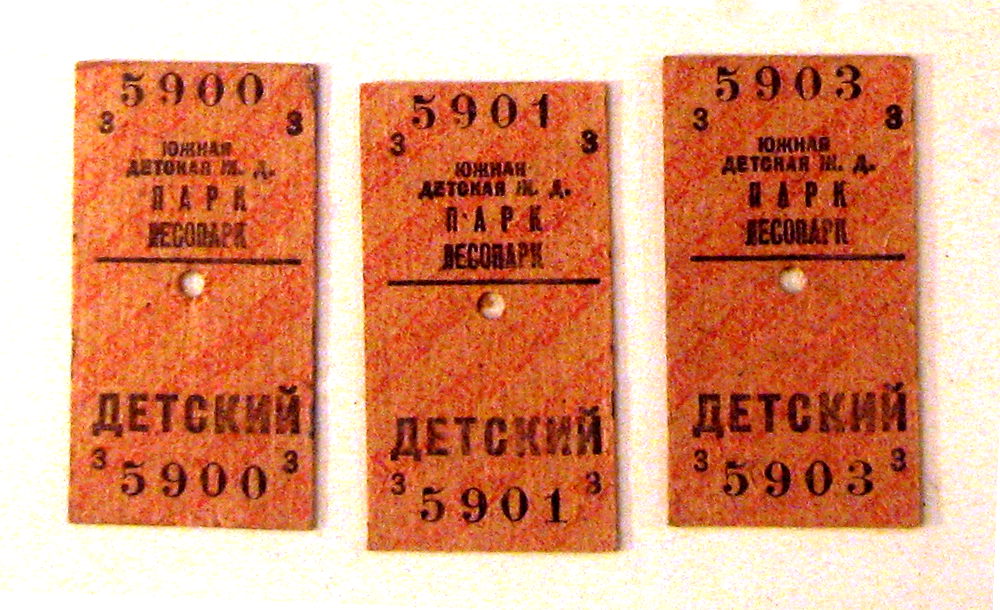 5900
3 3
ЮЖНАЯ
ДЕТСКАЯ Ж. Д.
ПАРК
ЛЕСОПАРК
ДЕТСКИЙ
3 3
5900
5901
3 3
ЮЖНАЯ
ДЕТСКАЯ Ж. Д.
ПАРК
ЛЕСОПАРК
ДЕТСКИЙ
3 3
5901
5903
3 3
ЮЖНАЯ
ДЕТСКАЯ Ж. Д.
ПАРК
ЛЕСОПАРК
ДЕТСКИЙ
3 3
5903